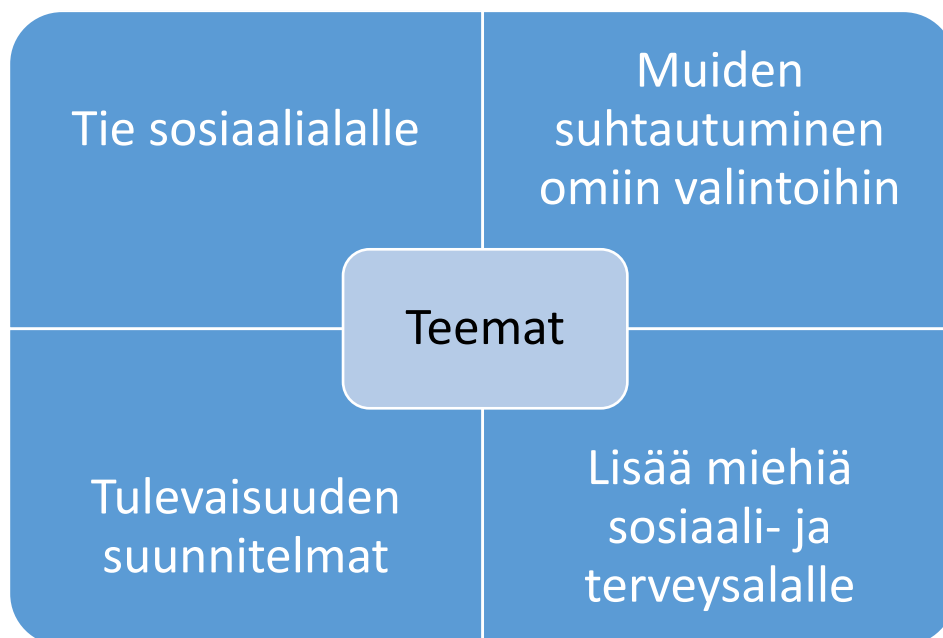 Tie sosiaalialalle
Muiden
suhtautuminen
omiin valintoihin
Teemat
Tulevaisuuden
suunnitelmat
Lisää miehiä
sosiaali- ja
terveysalalle